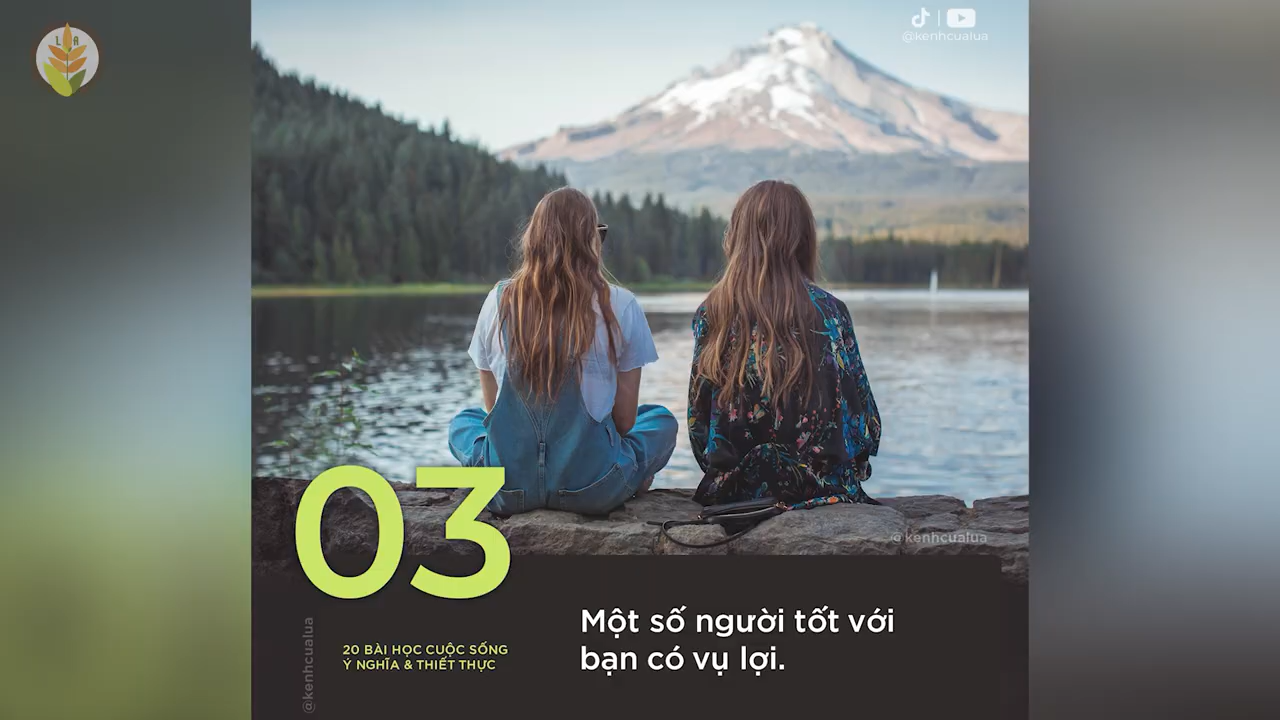 L A
@kenhcualua
@kenhcualua
03
@kenhcualua
20 BÀI HỌC CUỘC SỐNG
Ý NGHĨA & THIẾT THỰC
Một số người tốt với
bạn có vụ lợi.